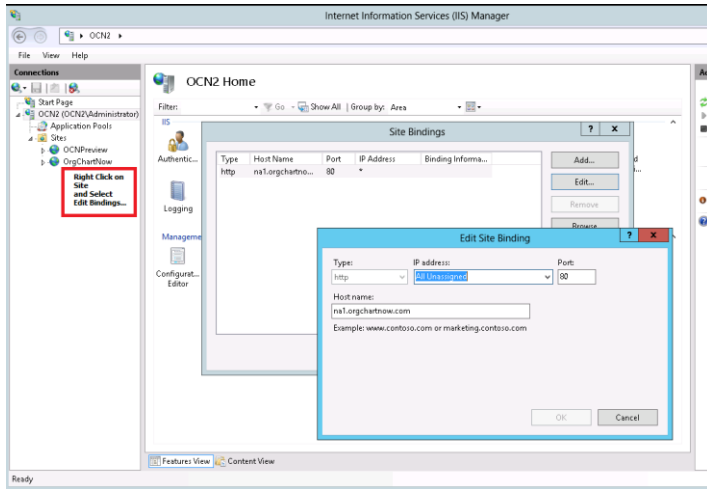 Internet Information Services (IIS) Manager
OCN2
File View Help
Connections
Start Page
OCN2 (OCN2\Administrator)
Application Pools
Sites
OCNPreview
OrgChartNow
Right Click on
Site
and Select
Edit Bindings...
OCN2 Home
Filter: Go Show All Group by: Area
IIS
Authentic...
Logging
Manageme
Configurat...
Editor
Site Bindings ? x
Type Host Name Port IP Address Binding Informa...
http na1.orgchartno... 80 *
Add...
Edit...
Remove
Browse
Edit Site Binding ? x
Type: IP address: Port:
http All Unassigned 80
Host name:
na1.orgchartnow.com
Example: www.contoso.com or marketing.contoso.com
OK Cancel
Features View Content View
Ready